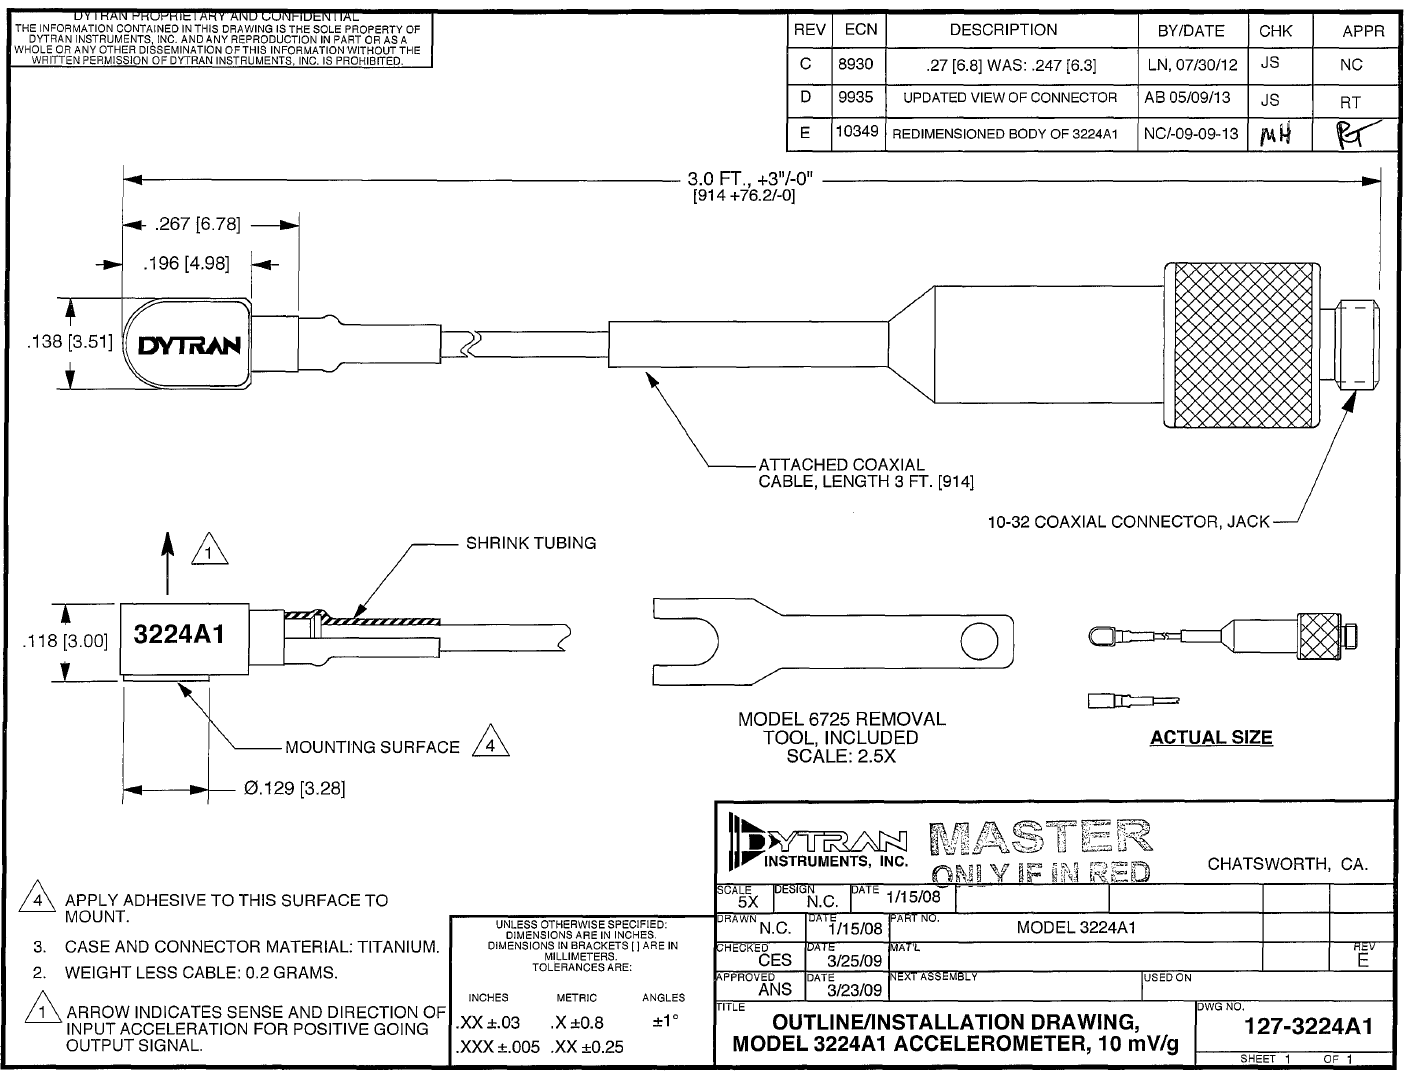 DYTRAN PROPRIETARY AND CONFIDENTIAL
THE INFORMATION CONTAINED IN THIS DRAWING IS THE SOLE PROPERTY OF
DYTRAN INSTRUMENTS, INC. AND ANY REPRODUCTION IN PART OR AS A
WHOLE OR ANY OTHER DISSEMINATION OF THIS INFORMATION WITHOUT THE
WRITTEN PERMISSION OF DYTRAN INSTRUMENTS, INC. IS PROHIBITED.
REV ECN DESCRIPTION BY/DATE CHK APPR
C 8930 .27 [6.8] WAS: .247 [6.3] LN, 07/30/12 JS NC
D 9935 UPDATED VIEW OF CONNECTOR AB 05/09/13 JS RT
E 10349 REDIMENSIONED BODY OF 3224A1 NC/-09-09-13 MH RT
3.0 FT., +3"/-0"
[914 +76.2/-0]
.267 [6.78]
.196 [4.98]
.138 [3.51]
DYTRAN
ATTACHED COAXIAL
CABLE, LENGTH 3 FT. [914]
10-32 COAXIAL CONNECTOR, JACK
1
SHRINK TUBING
3224A1
.118 [3.00]
MOUNTING SURFACE 4
Ø.129 [3.28]
MODEL 6725 REMOVAL
TOOL, INCLUDED
SCALE: 2.5X
ACTUAL SIZE
4 APPLY ADHESIVE TO THIS SURFACE TO
MOUNT.
3. CASE AND CONNECTOR MATERIAL: TITANIUM.
2. WEIGHT LESS CABLE: 0.2 GRAMS.
1 ARROW INDICATES SENSE AND DIRECTION OF
INPUT ACCELERATION FOR POSITIVE GOING
OUTPUT SIGNAL.
UNLESS OTHERWISE SPECIFIED:
DIMENSIONS ARE IN INCHES.
DIMENSIONS IN BRACKETS [ ] ARE IN
MILLIMETERS.
TOLERANCES ARE:
INCHES METRIC ANGLES
.XX ±.03 .X ±0.8 ±1°
.XXX ±.005 .XX ±0.25
DYTRAN
INSTRUMENTS, INC.
MASTER
ONLY IF IN RED
CHATSWORTH, CA.
SCALE 5X DESIGN N.C. DATE 1/15/08
DRAWN N.C. DATE 1/15/08 PART NO. MODEL 3224A1
CHECKED CES DATE 3/25/09 MAT'L REV E
APPROVED ANS DATE 3/23/09 NEXT ASSEMBLY USED ON
TITLE
OUTLINE/INSTALLATION DRAWING,
MODEL 3224A1 ACCELEROMETER, 10 mV/g
DWG NO.
127-3224A1
SHEET 1 OF 1